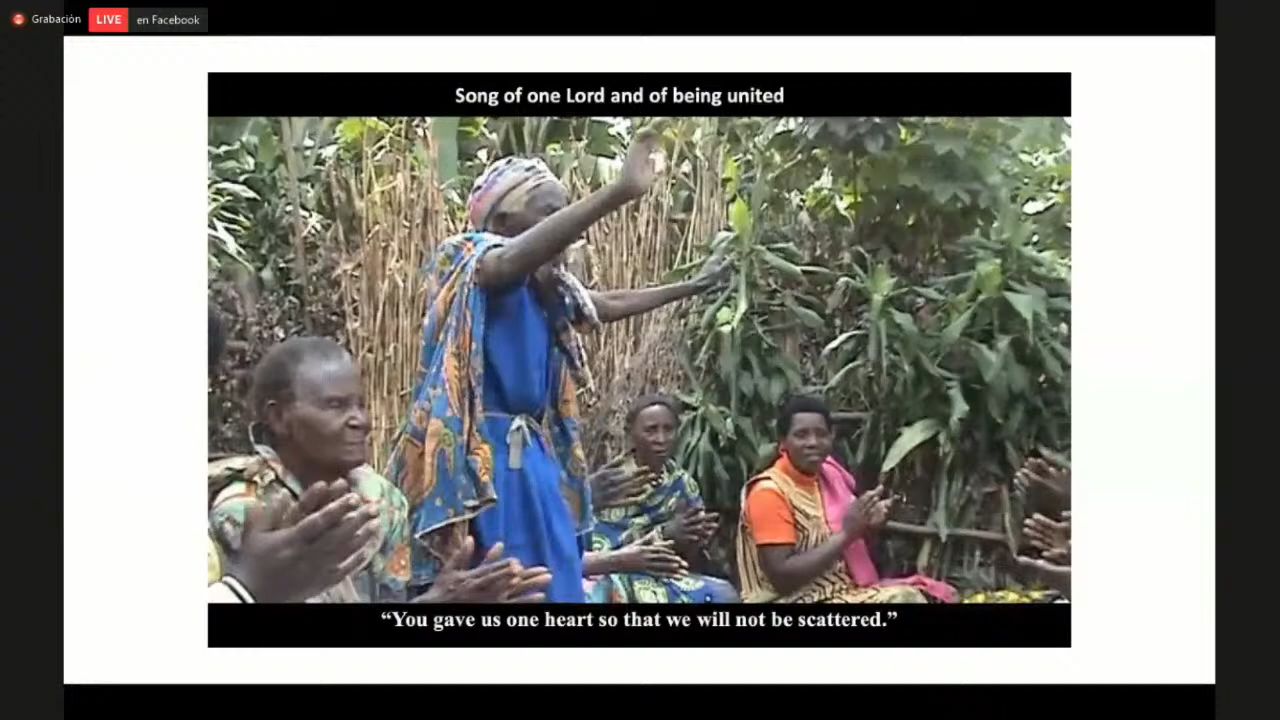 Grabación
LIVE en Facebook
Song of one Lord and of being united
“You gave us one heart so that we will not be scattered.”